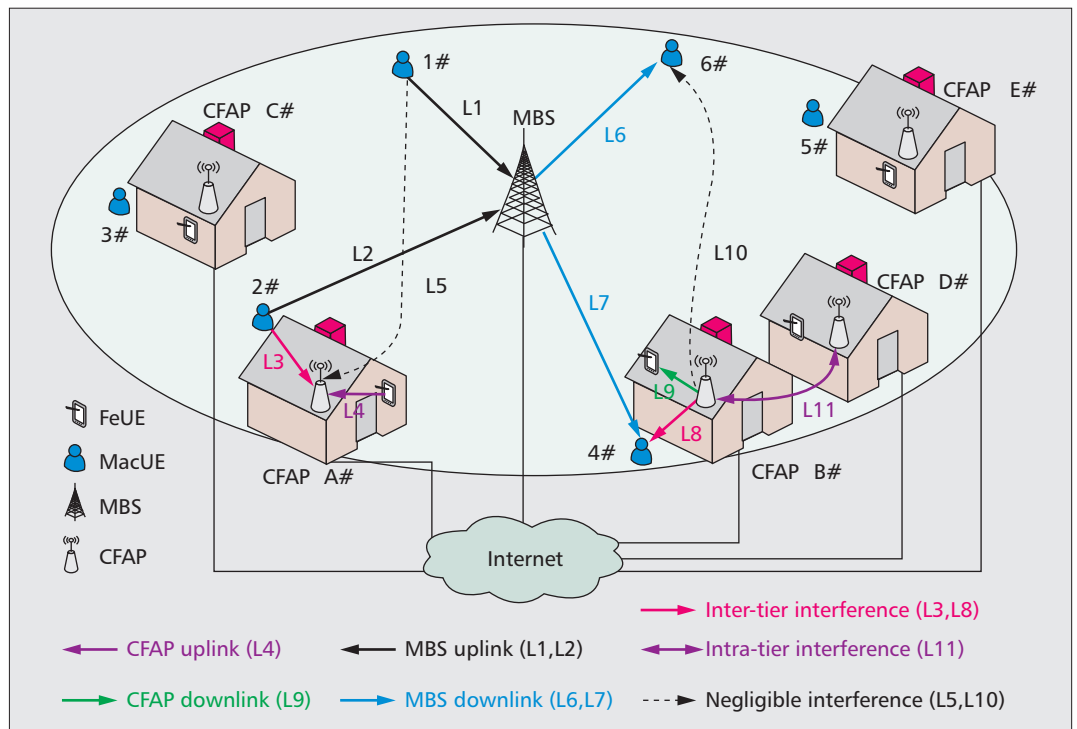 1#
6#
CFAP E#
CFAP C#
L1
MBS
L6
5#
3#
L2
L10
2#
L5
L7
CFAP D#
L3
L9
FeUE
L4
L11
L8
MacUE
4#
CFAP A#
CFAP B#
MBS
CFAP
Internet
Inter-tier interference (L3,L8)
CFAP uplink (L4)
MBS uplink (L1,L2)
Intra-tier interference (L11)
CFAP downlink (L9)
MBS downlink (L6,L7)
Negligible interference (L5,L10)